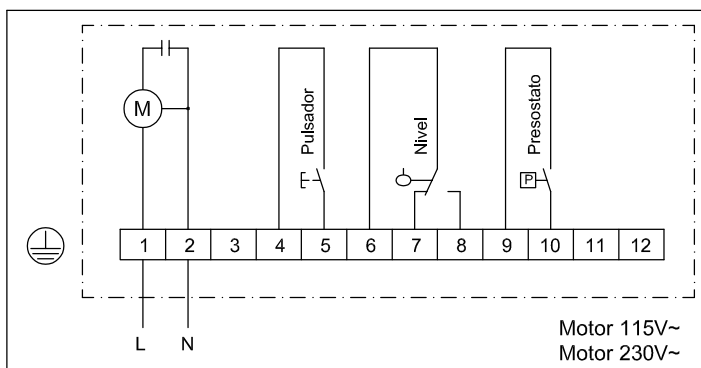 M
Pulsador
Nivel
Presostato
P
1 2 3 4 5 6 7 8 9 10 11 12
L N
Motor 115V~
Motor 230V~